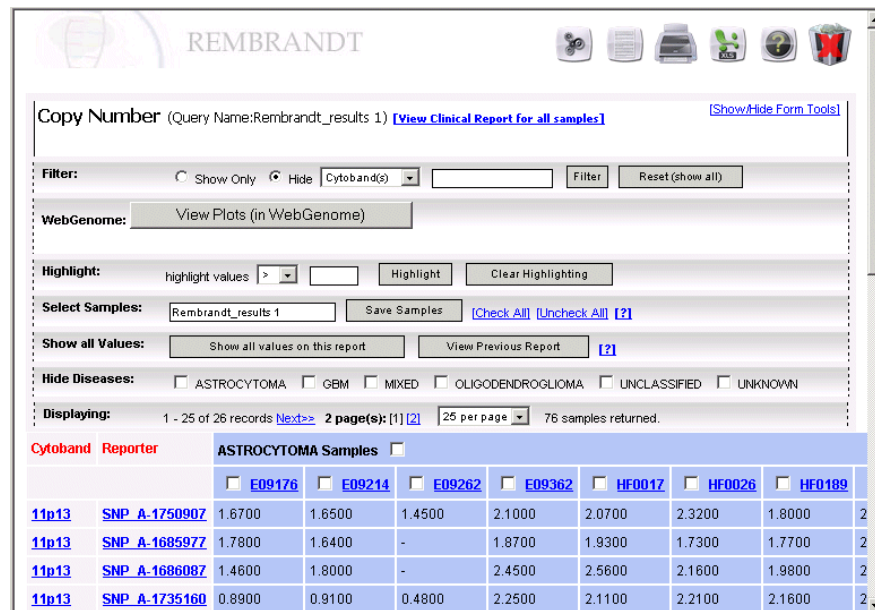 REMBRANDT
XLS
?
Copy Number (Query Name:Rembrandt_results 1) [View Clinical Report for all samples] [Show/Hide Form Tools]
Filter: Show Only Hide Cytoband(s) Filter Reset (show all)
WebGenome: View Plots (in WebGenome)
Highlight: highlight values > Highlight Clear Highlighting
Select Samples: Rembrandt_results 1 Save Samples [Check All] [Uncheck All] [?]
Show all Values: Show all values on this report View Previous Report [?]
Hide Diseases: ASTROCYTOMA GBM MIXED OLIGODENDROGLIOMA UNCLASSIFIED UNKNOWN
Displaying: 1 - 25 of 26 records Next>> 2 page(s): [1] [2] 25 per page 76 samples returned.
Cytoband Reporter ASTROCYTOMA Samples
E09176 E09214 E09262 E09362 HF0017 HF0026 HF0189
11p13 SNP_A-1750907 1.6700 1.6500 1.4500 2.1000 2.0700 2.3200 1.8000 2
11p13 SNP_A-1685977 1.7800 1.6400 - 1.8700 1.9300 1.7300 1.7700 2
11p13 SNP_A-1686087 1.4600 1.8000 - 2.4500 2.5600 2.1600 1.9800 2
11p13 SNP_A-1735160 0.8900 0.9100 0.4800 2.2500 2.1100 2.2100 2.1600 2